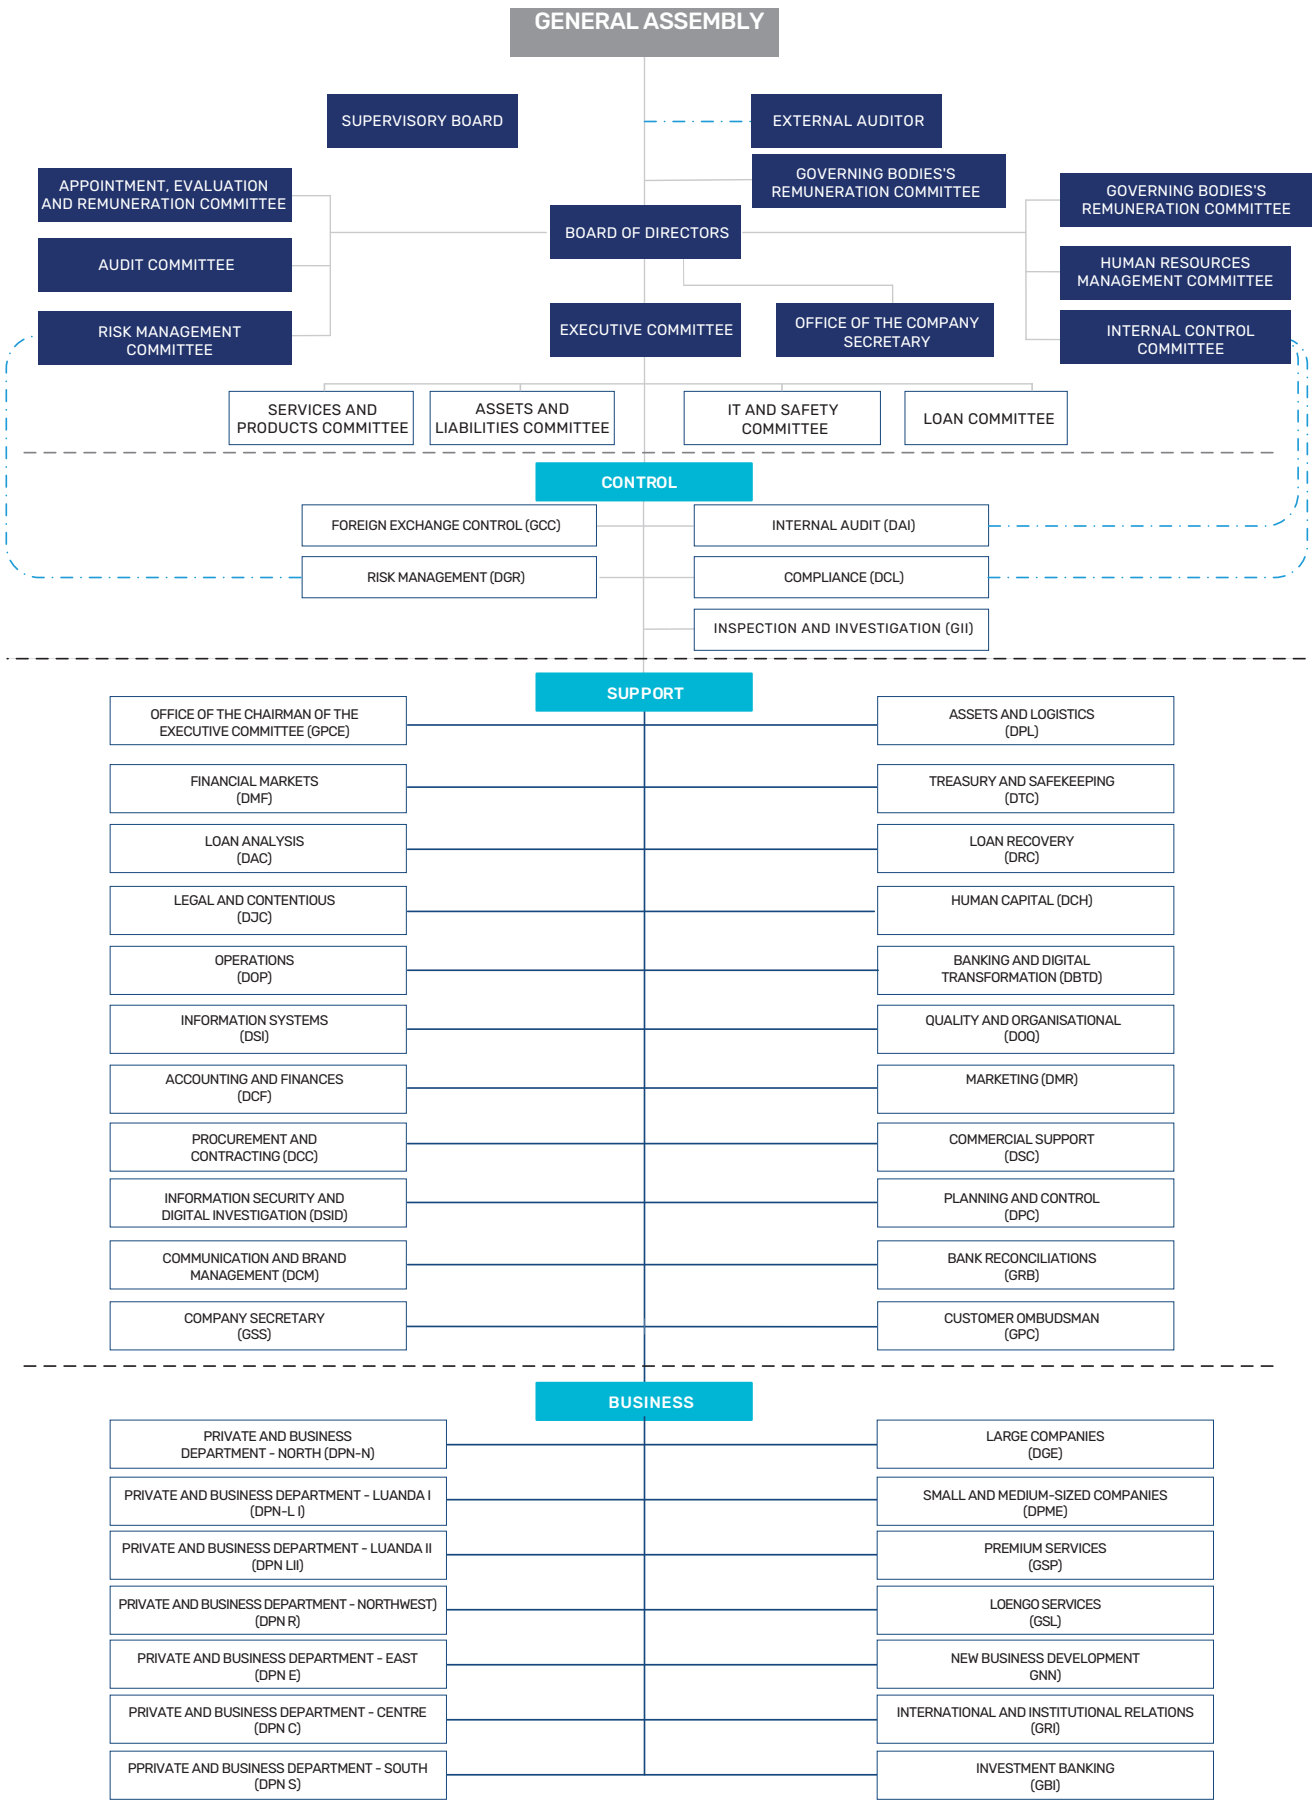 GENERAL ASSEMBLY
SUPERVISORY BOARD
EXTERNAL AUDITOR
GOVERNING BODIES'S
REMUNERATION COMMITTEE
APPOINTMENT, EVALUATION
AND REMUNERATION COMMITTEE
GOVERNING BODIES'S
REMUNERATION COMMITTEE
BOARD OF DIRECTORS
AUDIT COMMITTEE
HUMAN RESOURCES
MANAGEMENT COMMITTEE
RISK MANAGEMENT
COMMITTEE
EXECUTIVE COMMITTEE
OFFICE OF THE COMPANY
SECRETARY
INTERNAL CONTROL
COMMITTEE
SERVICES AND
PRODUCTS COMMITTEE
ASSETS AND
LIABILITIES COMMITTEE
IT AND SAFETY
COMMITTEE
LOAN COMMITTEE
CONTROL
FOREIGN EXCHANGE CONTROL (GCC)
INTERNAL AUDIT (DAI)
RISK MANAGEMENT (DGR)
COMPLIANCE (DCL)
INSPECTION AND INVESTIGATION (GII)
SUPPORT
OFFICE OF THE CHAIRMAN OF THE
EXECUTIVE COMMITTEE (GPCE)
ASSETS AND LOGISTICS
(DPL)
FINANCIAL MARKETS
(DMF)
TREASURY AND SAFEKEEPING
(DTC)
LOAN ANALYSIS
(DAC)
LOAN RECOVERY
(DRC)
LEGAL AND CONTENTIOUS
(DJC)
HUMAN CAPITAL (DCH)
OPERATIONS
(DOP)
BANKING AND DIGITAL
TRANSFORMATION (DBTD)
INFORMATION SYSTEMS
(DSI)
QUALITY AND ORGANISATIONAL
(DOQ)
ACCOUNTING AND FINANCES
(DCF)
MARKETING (DMR)
PROCUREMENT AND
CONTRACTING (DCC)
COMMERCIAL SUPPORT
(DSC)
INFORMATION SECURITY AND
DIGITAL INVESTIGATION (DSID)
PLANNING AND CONTROL
(DPC)
COMMUNICATION AND BRAND
MANAGEMENT (DCM)
BANK RECONCILIATIONS
(GRB)
COMPANY SECRETARY
(GSS)
CUSTOMER OMBUDSMAN
(GPC)
BUSINESS
PRIVATE AND BUSINESS
DEPARTMENT - NORTH (DPN-N)
LARGE COMPANIES
(DGE)
PRIVATE AND BUSINESS DEPARTMENT - LUANDA I
(DPN-L I)
SMALL AND MEDIUM-SIZED COMPANIES
(DPME)
PRIVATE AND BUSINESS DEPARTMENT - LUANDA II
(DPN LII)
PREMIUM SERVICES
(GSP)
PRIVATE AND BUSINESS DEPARTMENT - NORTHWEST)
(DPN R)
LOENGO SERVICES
(GSL)
PRIVATE AND BUSINESS DEPARTMENT - EAST
(DPN E)
NEW BUSINESS DEVELOPMENT
GNN)
PRIVATE AND BUSINESS DEPARTMENT - CENTRE
(DPN C)
INTERNATIONAL AND INSTITUTIONAL RELATIONS
(GRI)
PPRIVATE AND BUSINESS DEPARTMENT - SOUTH
(DPN S)
INVESTMENT BANKING
(GBI)